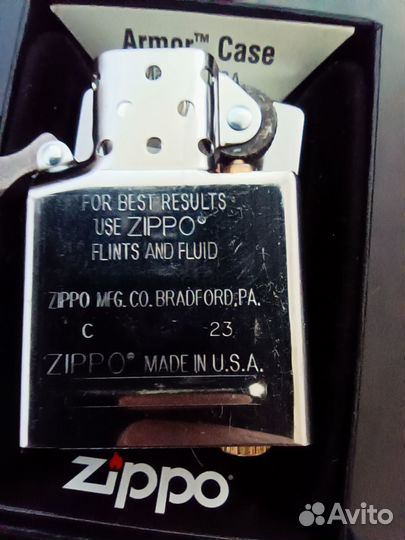 Armor™ Case
FOR BEST RESULTS
USE ZIPPO®
FLINTS AND FLUID
ZIPPO MFG. CO. BRADFORD, PA.
C 23
ZIPPO® MADE IN U.S.A.
Zippo
Avito